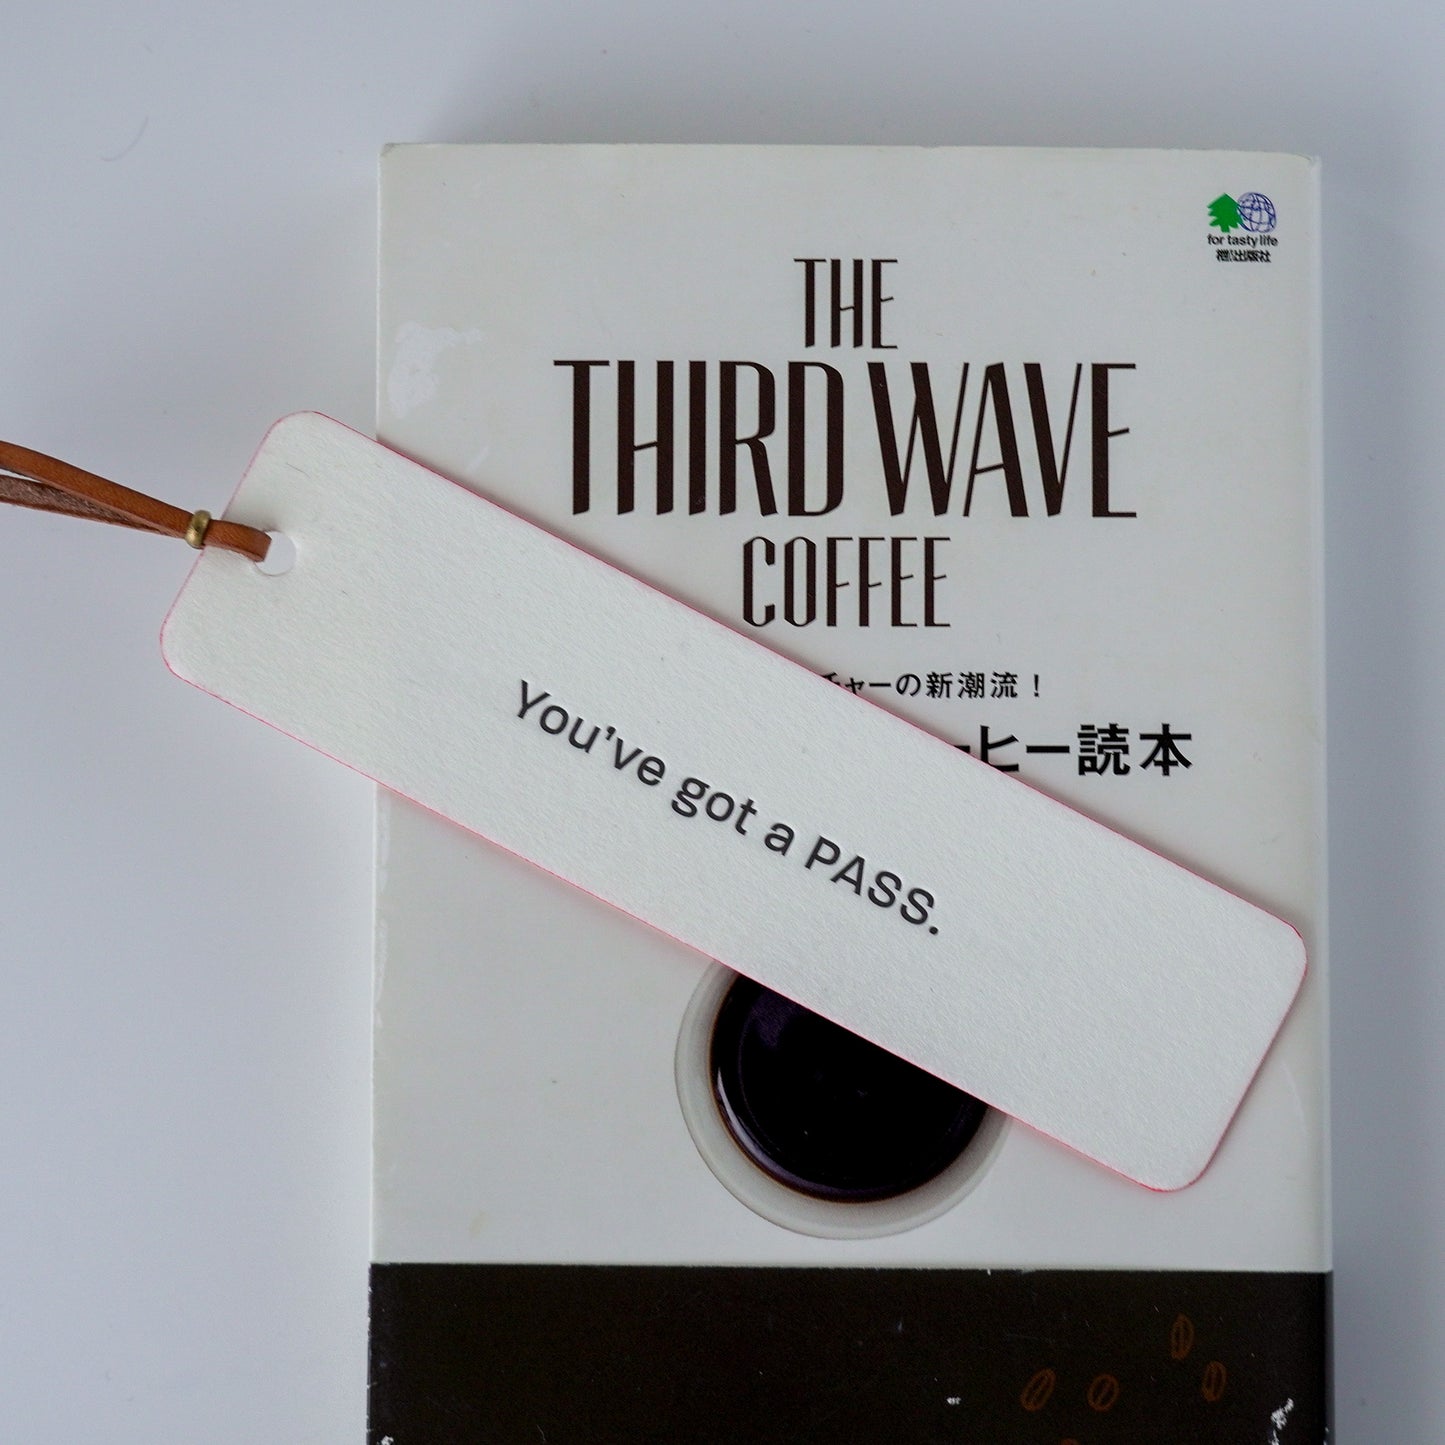 for tasty life
枻出版社
THE
THIRD WAVE
COFFEE
チャーの新潮流！
ーヒー読本
You've got a PASS.